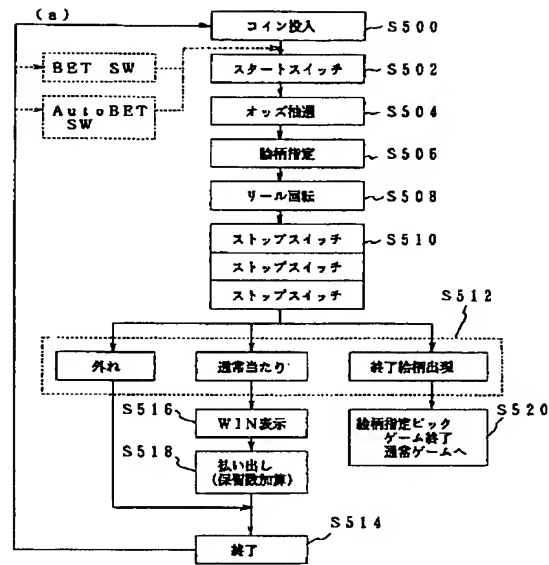 (a)
コイン投入
S500
BET SW
スタートスイッチ
S502
AutoBET
SW
オッズ抽選
S504
絵柄指定
S506
リール回転
S508
ストップスイッチ
S510
ストップスイッチ
ストップスイッチ
S512
外れ
通常当たり
終了絵柄出現
S516
WIN表示
絵柄指定ビック
ゲーム終了
通常ゲームへ
S520
S518
払い出し
(保留数加算)
S514
終了